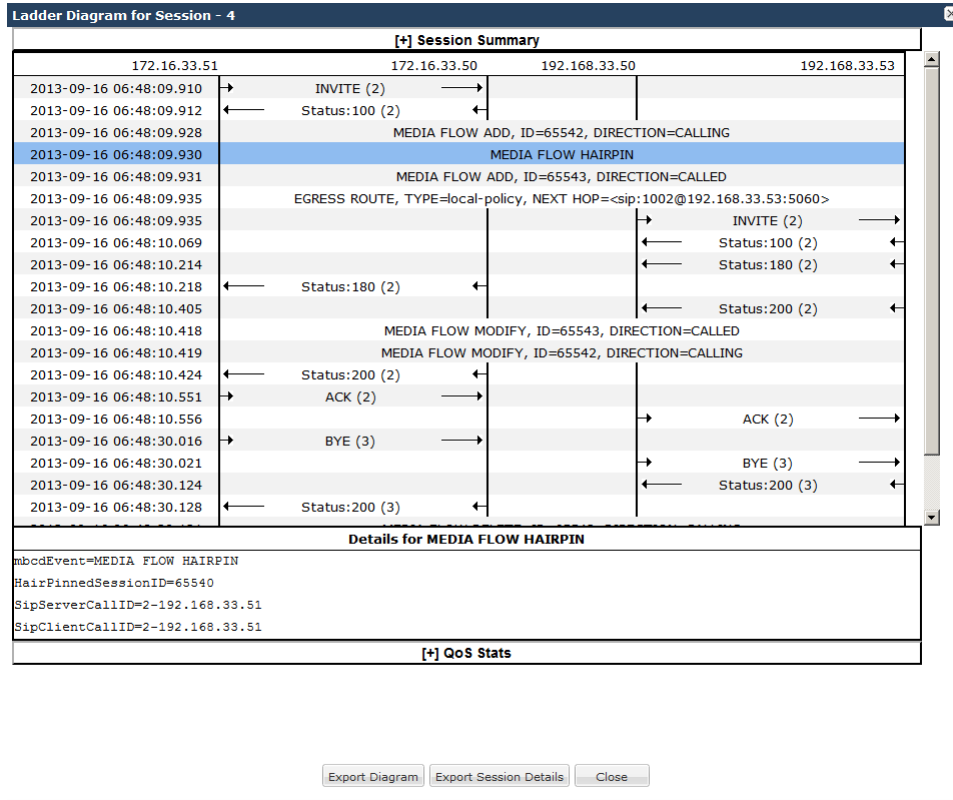 Ladder Diagram for Session - 4
[+] Session Summary
172.16.33.51 172.16.33.50 192.168.33.50 192.168.33.53
2013-09-16 06:48:09.910 INVITE (2)
2013-09-16 06:48:09.912 Status:100 (2)
2013-09-16 06:48:09.928 MEDIA FLOW ADD, ID=65542, DIRECTION=CALLING
2013-09-16 06:48:09.930 MEDIA FLOW HAIRPIN
2013-09-16 06:48:09.931 MEDIA FLOW ADD, ID=65543, DIRECTION=CALLED
2013-09-16 06:48:09.935 EGRESS ROUTE, TYPE=local-policy, NEXT HOP=<sip:1002@192.168.33.53:5060>
2013-09-16 06:48:09.935 INVITE (2)
2013-09-16 06:48:10.069 Status:100 (2)
2013-09-16 06:48:10.214 Status:180 (2)
2013-09-16 06:48:10.218 Status:180 (2)
2013-09-16 06:48:10.405 Status:200 (2)
2013-09-16 06:48:10.418 MEDIA FLOW MODIFY, ID=65543, DIRECTION=CALLED
2013-09-16 06:48:10.419 MEDIA FLOW MODIFY, ID=65542, DIRECTION=CALLING
2013-09-16 06:48:10.424 Status:200 (2)
2013-09-16 06:48:10.551 ACK (2)
2013-09-16 06:48:10.556 ACK (2)
2013-09-16 06:48:30.016 BYE (3)
2013-09-16 06:48:30.021 BYE (3)
2013-09-16 06:48:30.124 Status:200 (3)
2013-09-16 06:48:30.128 Status:200 (3)
Details for MEDIA FLOW HAIRPIN
mbcdEvent=MEDIA FLOW HAIRPIN
HairPinnedSessionID=65540
SipServerCallID=2-192.168.33.51
SipClientCallID=2-192.168.33.51
[+] QoS Stats
Export Diagram Export Session Details Close